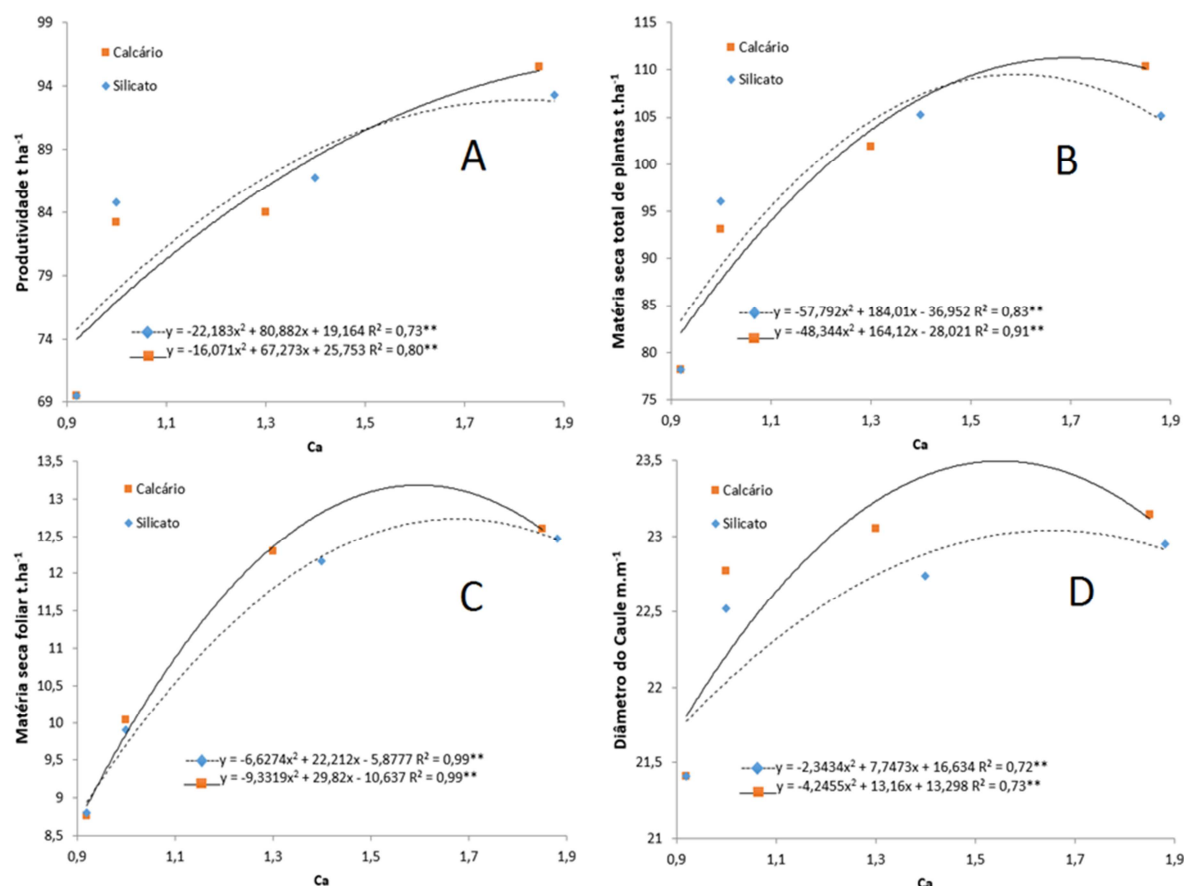 A
Produtividade t ha⁻¹
99
94
89
84
79
74
69
Calcário
Silicato
y = -22,183x² + 80,882x + 19,164 R² = 0,73**
y = -16,071x² + 67,273x + 25,753 R² = 0,80**
0,9 1,1 1,3 1,5 1,7 1,9
Ca
B
Matéria seca total de plantas t.ha⁻¹
115
110
105
100
95
90
85
80
75
Calcário
Silicato
y = -57,792x² + 184,01x - 36,952 R² = 0,83**
y = -48,344x² + 164,12x - 28,021 R² = 0,91**
0,9 1,1 1,3 1,5 1,7 1,9
Ca
C
Matéria seca foliar t.ha⁻¹
13,5
13
12,5
12
11,5
11
10,5
10
9,5
9
8,5
Calcário
Silicato
y = -6,6274x² + 22,212x - 5,8777 R² = 0,99**
y = -9,3319x² + 29,82x - 10,637 R² = 0,99**
0,9 1,1 1,3 1,5 1,7 1,9
Ca
D
Diâmetro do Caule m.m⁻¹
23,5
23
22,5
22
21,5
21
Calcário
Silicato
y = -2,3434x² + 7,7473x + 16,634 R² = 0,72**
y = -4,2455x² + 13,16x + 13,298 R² = 0,73**
0,9 1,1 1,3 1,5 1,7 1,9
Ca